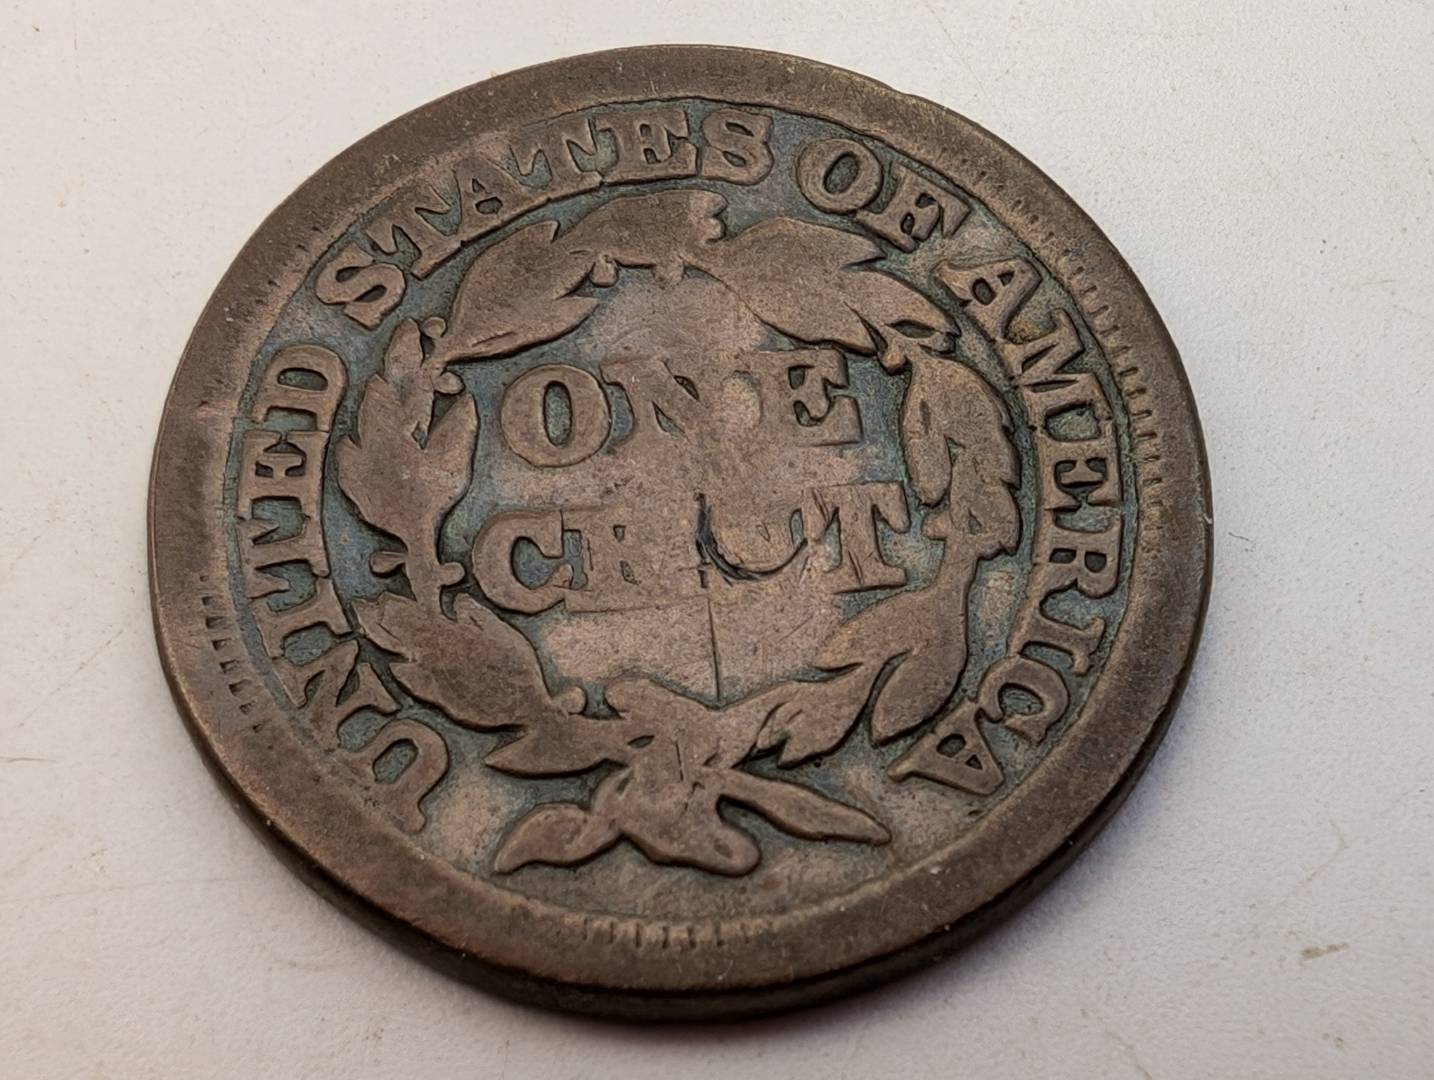 UNITED STATES OF AMERICA
ONE
CENT